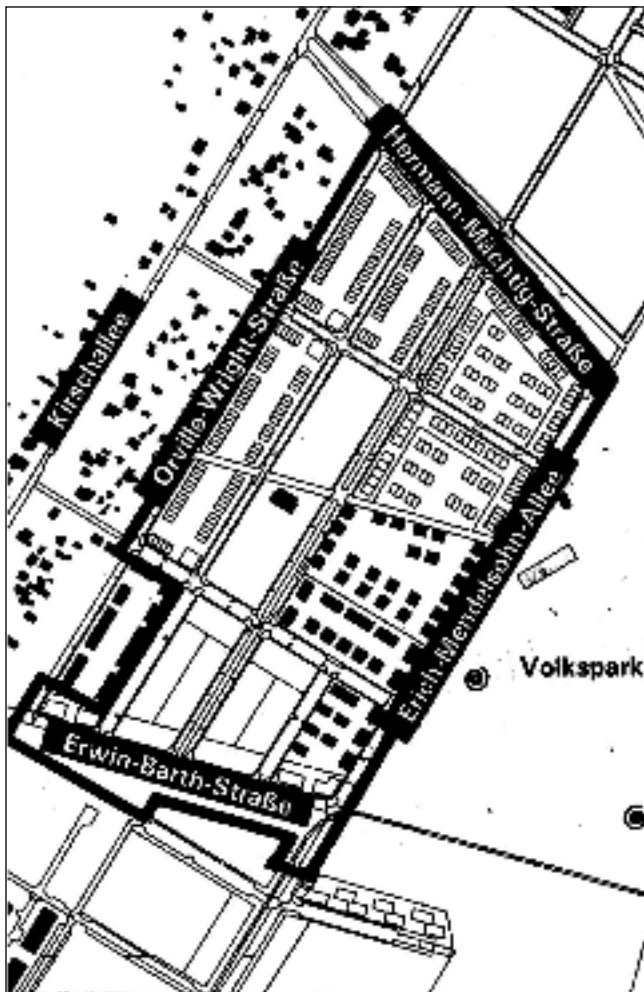 Hermann-Mächtig-Straße
Orville-Wright-Straße
Kirschallee
Erich-Mendelsohn-Allee
Volkspark
Erwin-Barth-Straße